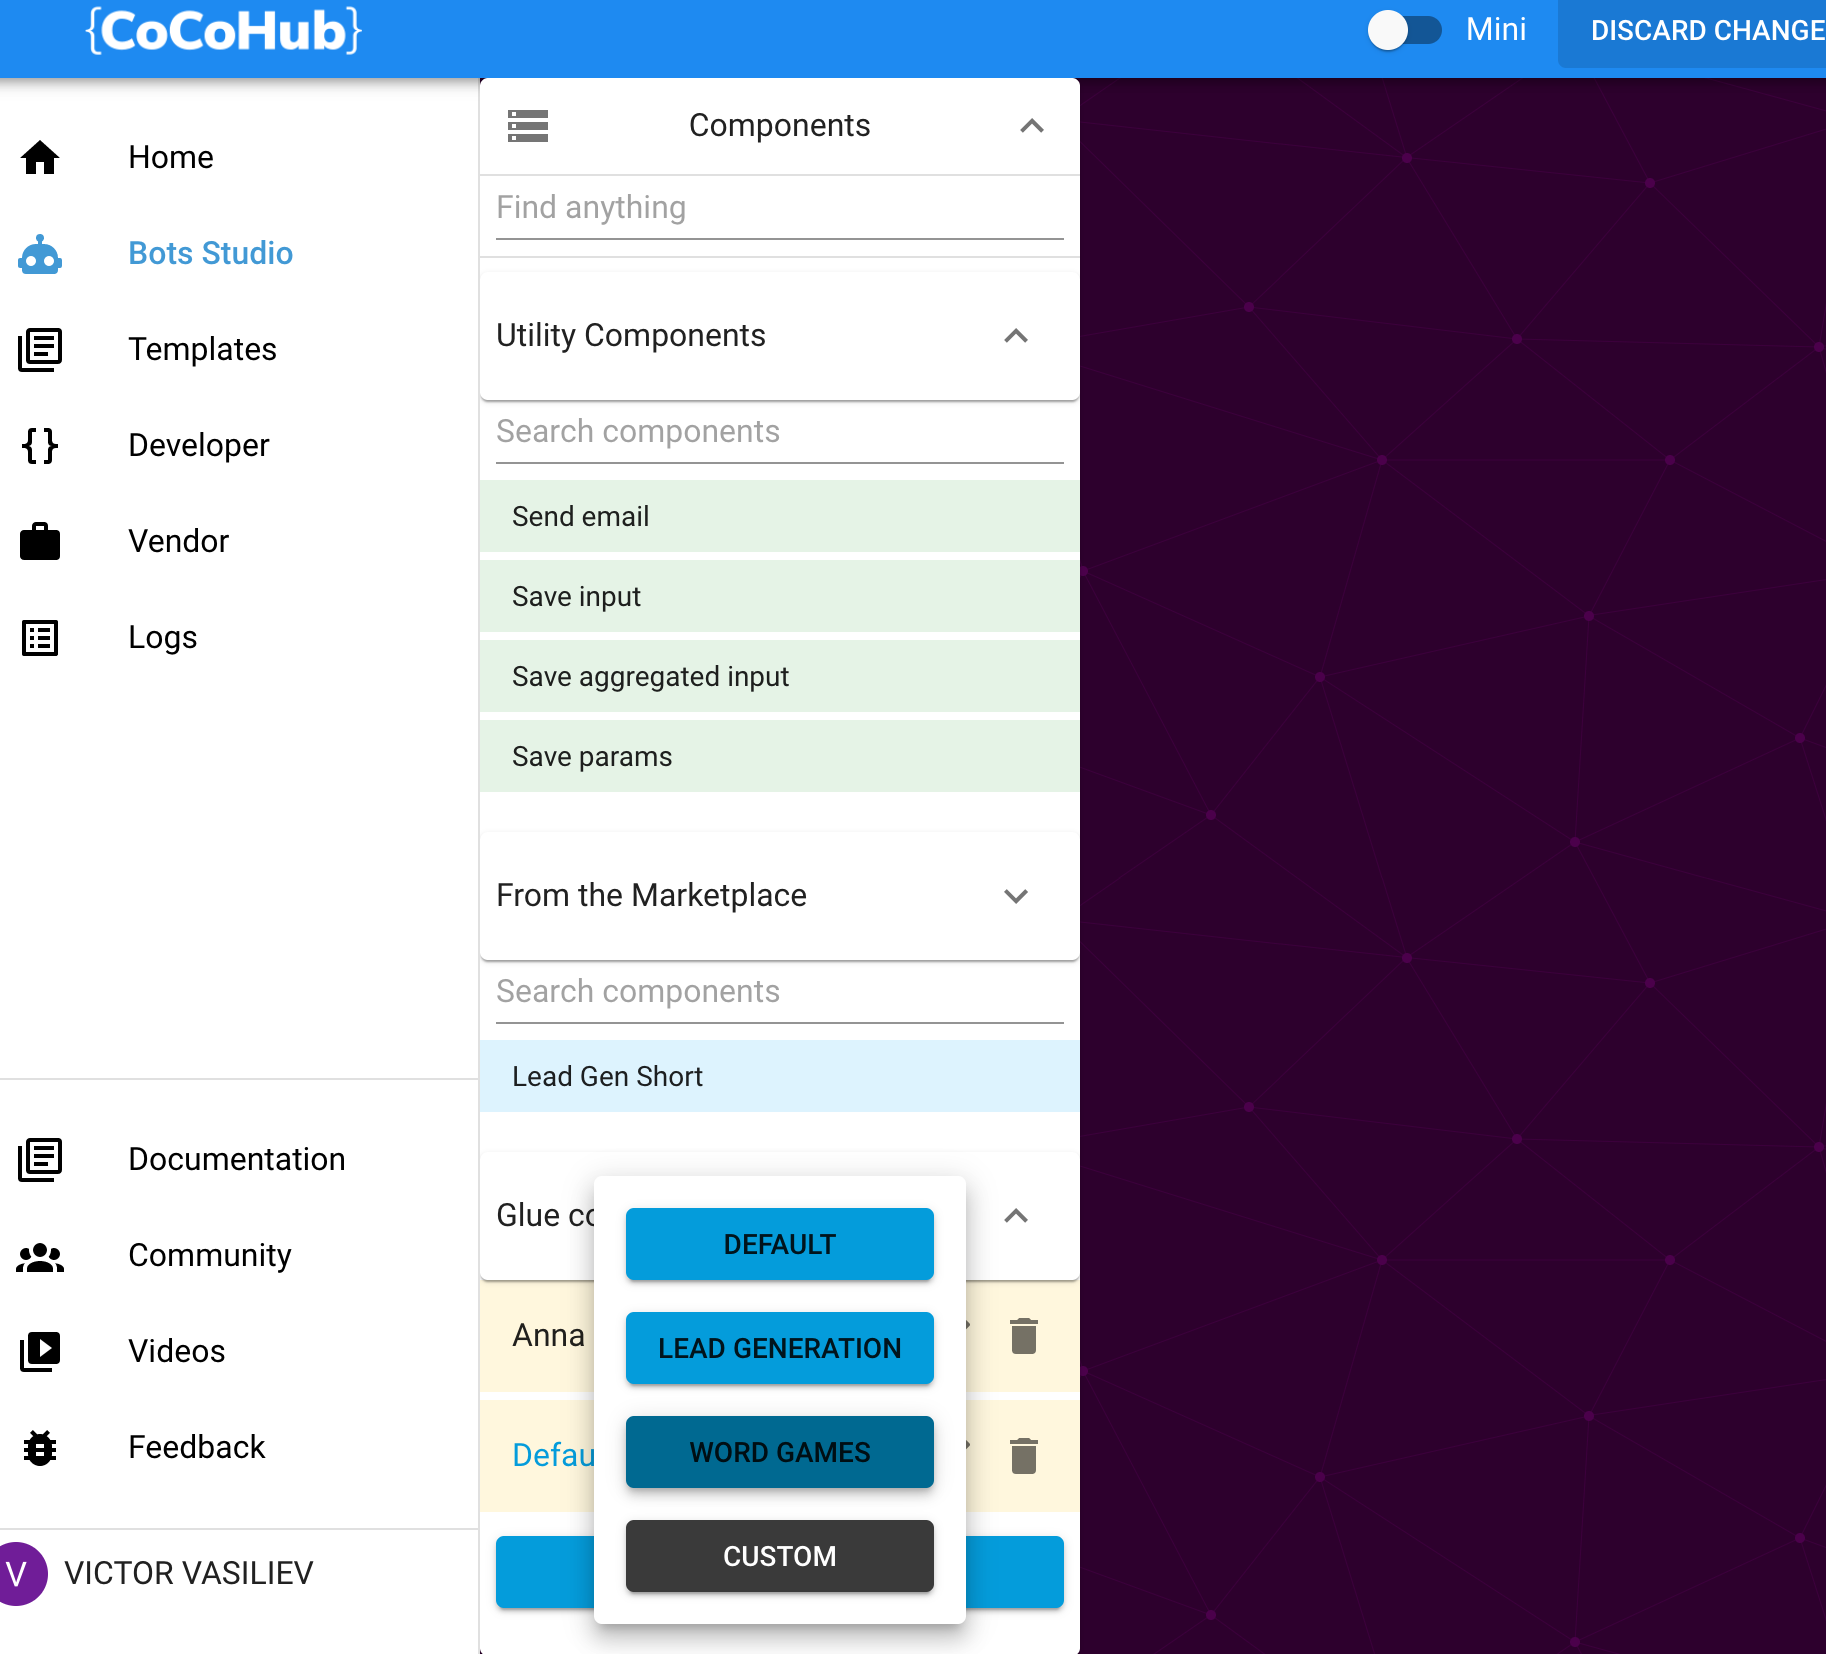 {CoCoHub}
Mini
DISCARD CHANGE
Home
Bots Studio
Templates
Developer
Vendor
Logs
Documentation
Community
Videos
Feedback
V
VICTOR VASILIEV
Components
Find anything
Utility Components
Search components
Send email
Save input
Save aggregated input
Save params
From the Marketplace
Search components
Lead Gen Short
Glue co
Anna
Defau
DEFAULT
LEAD GENERATION
WORD GAMES
CUSTOM